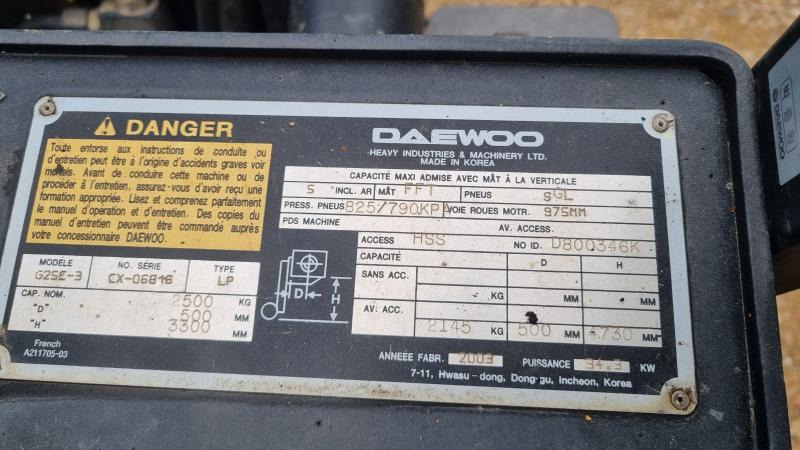 DANGER
Toute entorse aux instructions de conduite ou
d'entretien peut être à l'origine d'accidents graves voir
mortels. Avant de conduire cette machine ou de
procéder à l'entretien, assurez-vous d'avoir reçu une
formation appropriée. Lisez et comprenez parfaitement
le manuel d'operation et d'entretien. Des copies du
manuel d'entretien peuvent être commandé auprès
votre concessionnaire DAEWOO.
MODÈLE NO. SÉRIE TYPE
G25E-3 CX-06816 LP
CAP. NOM. 2500 KG
"D" 500 MM
"H" 3300 MM
French
A211705-03
DAEWOO
HEAVY INDUSTRIES & MACHINERY LTD.
MADE IN KOREA
CAPACITÉ MAXI ADMISE AVEC MÂT À LA VERTICALE
5 °INCL. AR MÂT FFT PNEUS SGL
PRESS. PNEUS 825/790KPA VOIE ROUES MOTR. 975MM
PDS MACHINE AV. ACCESS.
ACCESS HSS NO ID. D800346K
CAPACITÉ D H
SANS ACC. KG MM MM
AV: ACC. 2145 KG 500 MM 4730 MM
D H
ANNEÉE FABR. 2003 PUISSANCE 34.3 KW
7-11, Hwasu-dong, Dong-gu, Incheon, Korea
DAEWOO